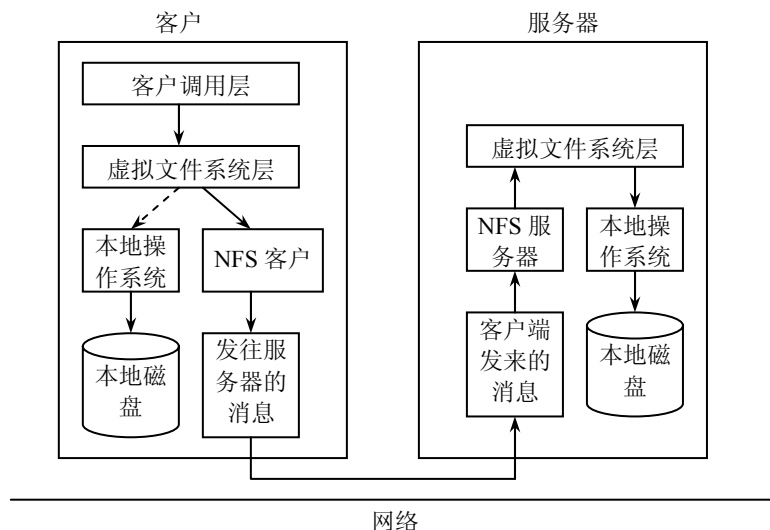 客户
服务器
客户调用层
虚拟文件系统层
本地操
作系统
NFS 客户
本地磁
盘
发往服
务器的
消息
虚拟文件系统层
NFS 服
务器
本地操
作系统
客户端
发来的
消息
本地磁
盘
网络